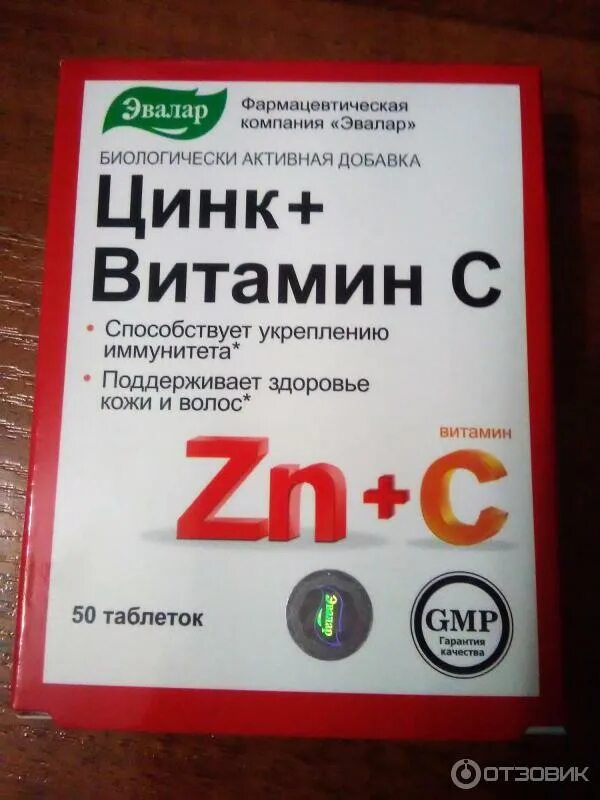 Эвалар
Фармацевтическая
компания «Эвалар»
БИОЛОГИЧЕСКИ АКТИВНАЯ ДОБАВКА
Цинк+
Витамин С
• Способствует укреплению
иммунитета*
• Поддерживает здоровье
кожи и волос*
витамин
Zn+C
50 таблеток
Эвалар
GMP
Гарантия
качества
ОТЗОВИК